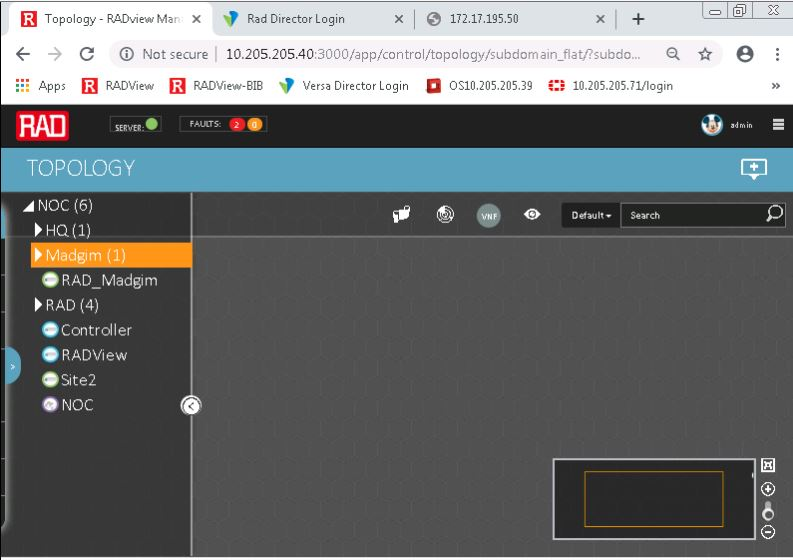 Topology - RADview Man
Rad Director Login
172.17.195.50
Not secure | 10.205.205.40:3000/app/control/topology/subdomain_flat/?subdo...
Apps
RADView
RADView-BIB
Versa Director Login
OS10.205.205.39
10.205.205.71/login
»
RAD
SERVER:
FAULTS: 2 0
admin
TOPOLOGY
NOC (6)
HQ (1)
Madgim (1)
RAD_Madgim
RAD (4)
Controller
RADView
Site2
NOC
VNF
Default
Search